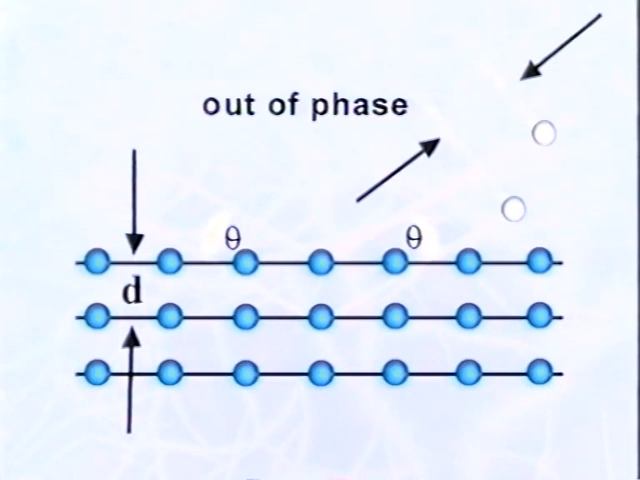 out of phase
θ θ
d